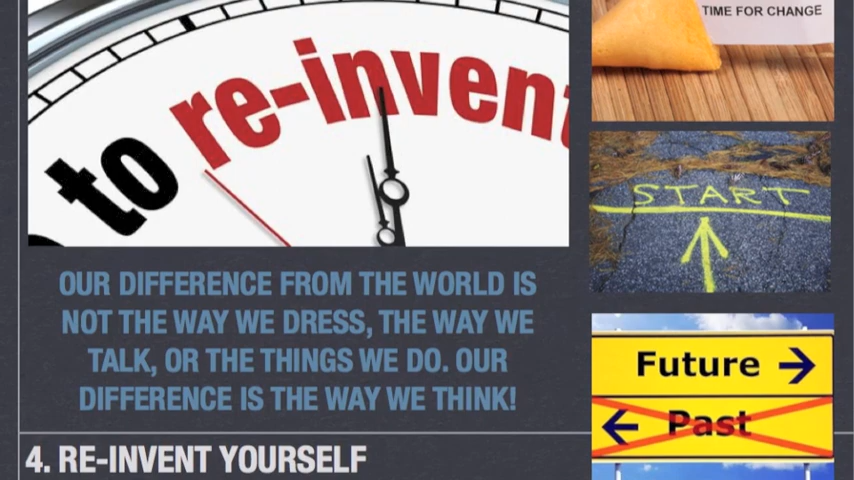 to re-invent
TIME FOR CHANGE
START
OUR DIFFERENCE FROM THE WORLD IS
NOT THE WAY WE DRESS, THE WAY WE
TALK, OR THE THINGS WE DO. OUR
DIFFERENCE IS THE WAY WE THINK!
Future
Past
4. RE-INVENT YOURSELF